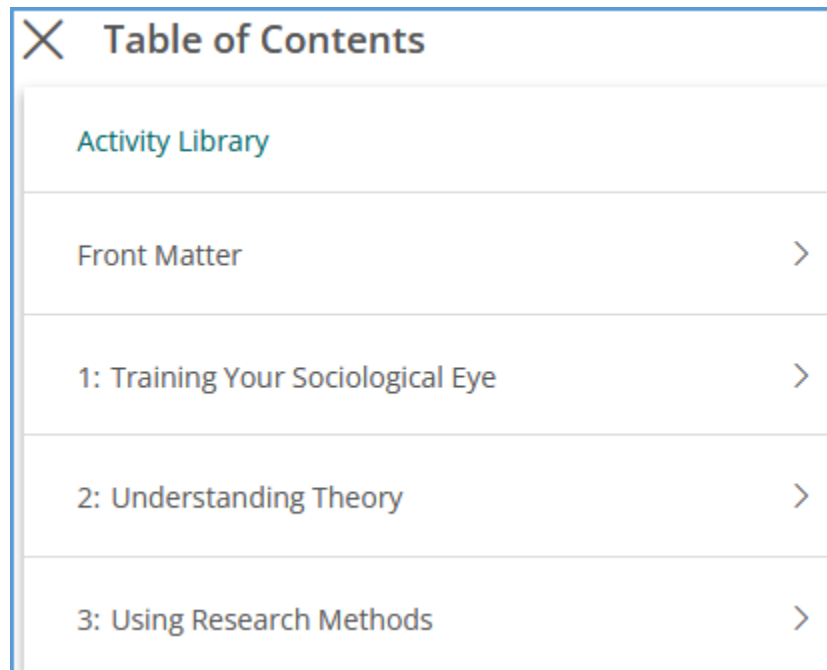 Table of Contents
Activity Library
Front Matter
1: Training Your Sociological Eye
2: Understanding Theory
3: Using Research Methods